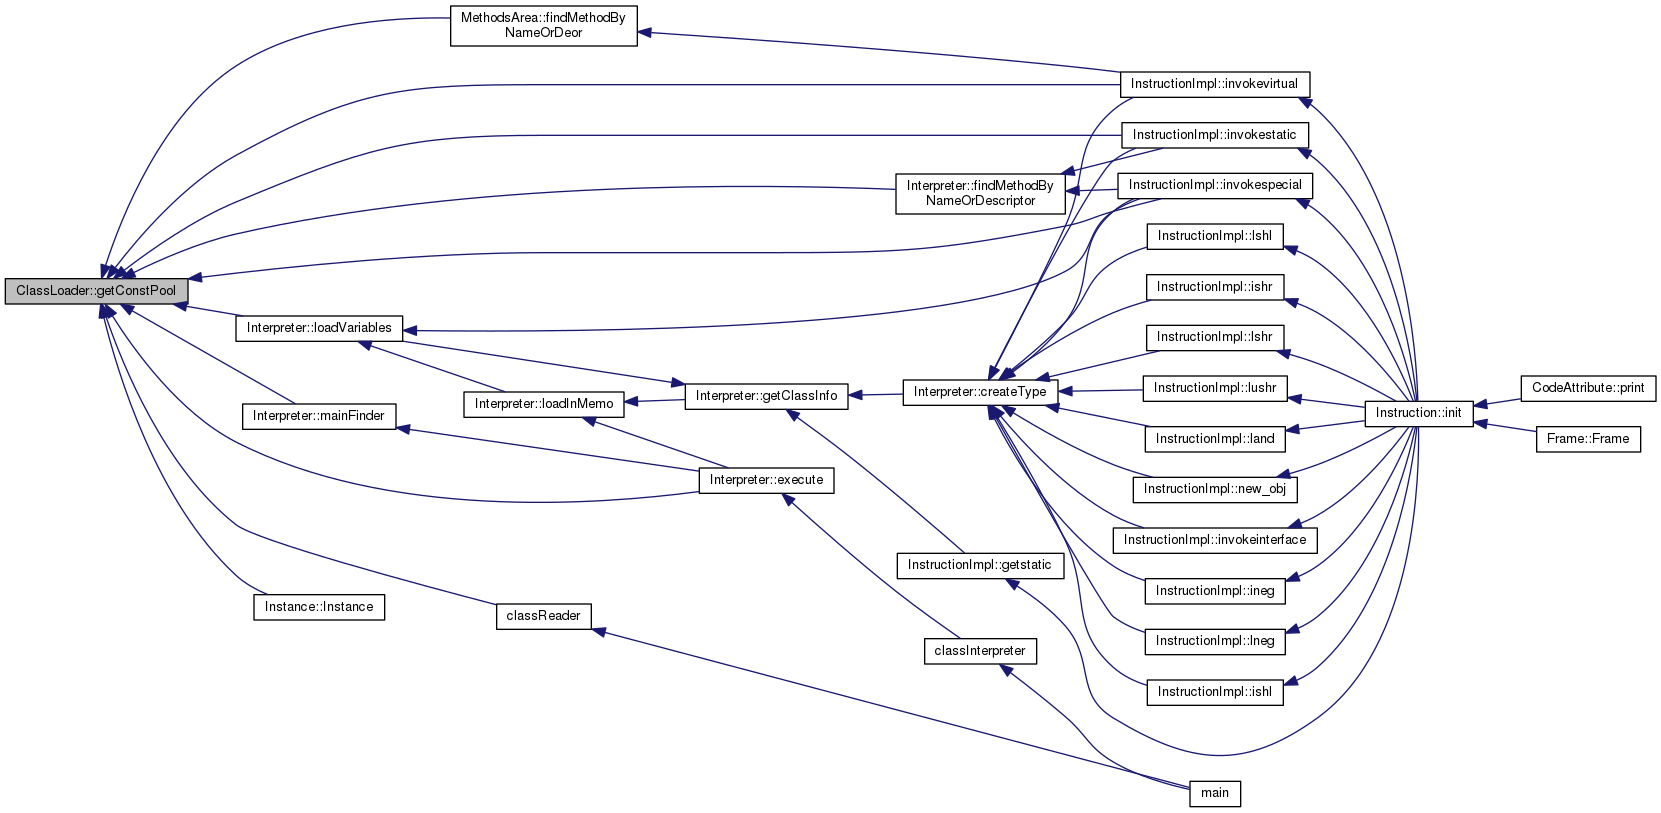 MethodsArea::findMethodBy
NameOrDeor
InstructionImpl::invokevirtual
InstructionImpl::invokestatic
Interpreter::findMethodBy
NameOrDescriptor
InstructionImpl::invokespecial
InstructionImpl::lshl
ClassLoader::getConstPool
InstructionImpl::ishr
Interpreter::loadVariables
InstructionImpl::lshr
Interpreter::getClassInfo
Interpreter::createType
InstructionImpl::lushr
CodeAttribute::print
Interpreter::loadInMemo
Interpreter::mainFinder
Instruction::init
InstructionImpl::land
Frame::Frame
Interpreter::execute
InstructionImpl::new_obj
InstructionImpl::invokeinterface
InstructionImpl::getstatic
InstructionImpl::ineg
Instance::Instance
classReader
InstructionImpl::lneg
classInterpreter
InstructionImpl::ishl
main